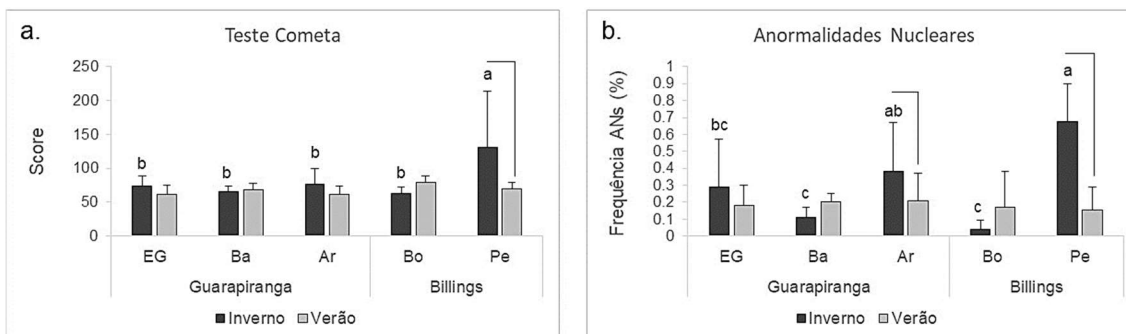 a.
Teste Cometa
Score
250
200
150
100
50
0
b
b
b
b
a
EG Ba Ar Bo Pe
Guarapiranga Billings
Inverno Verão
b.
Anormalidades Nucleares
Frequência ANs (%)
1
0.9
0.8
0.7
0.6
0.5
0.4
0.3
0.2
0.1
0
bc
c
ab
c
a
EG Ba Ar Bo Pe
Guarapiranga Billings
Inverno Verão